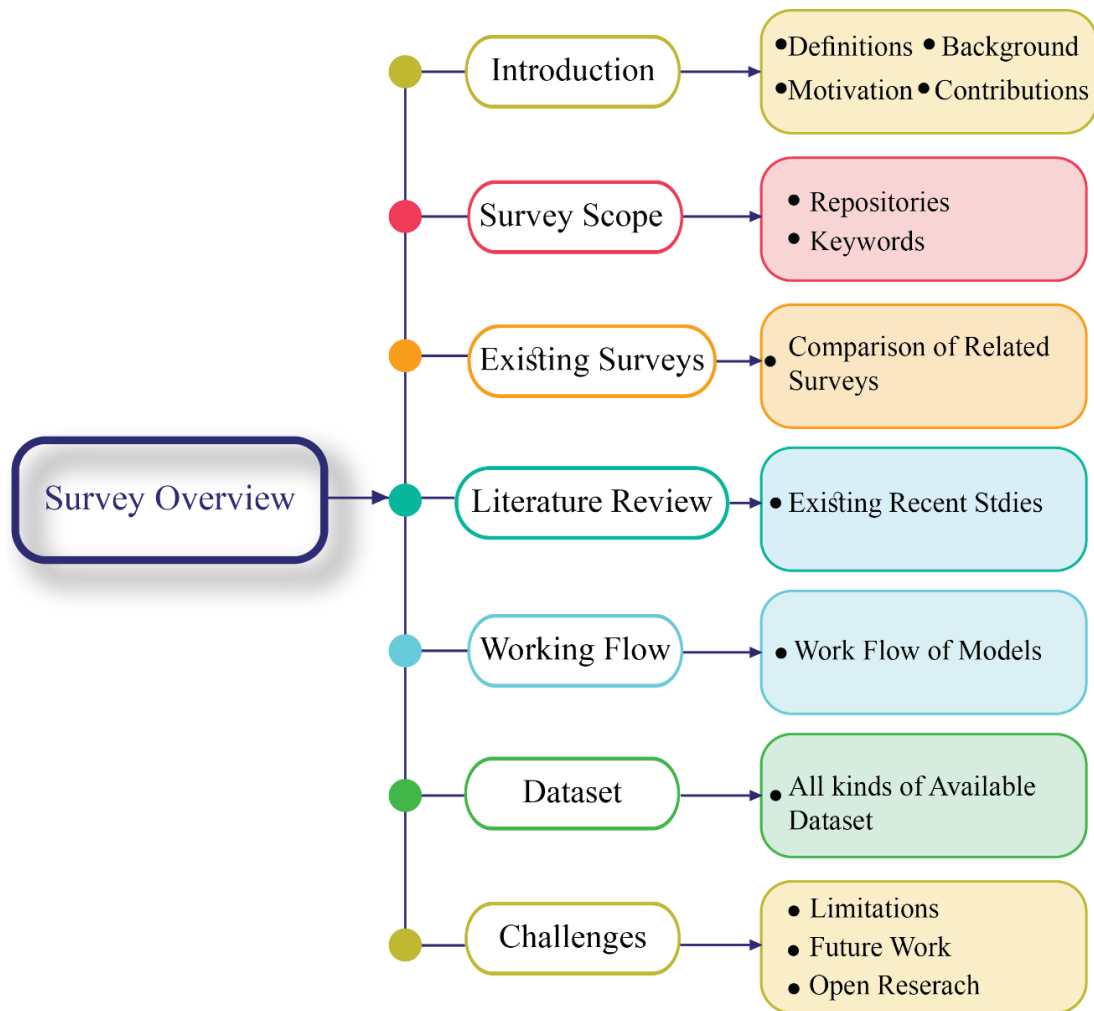 Introduction
•Definitions •Background
•Motivation •Contributions
Survey Scope
• Repositories
• Keywords
Existing Surveys
• Comparison of Related
Surveys
Survey Overview
Literature Review
• Existing Recent Stdies
Working Flow
• Work Flow of Models
Dataset
• All kinds of Available
Dataset
Challenges
• Limitations
• Future Work
• Open Reserach